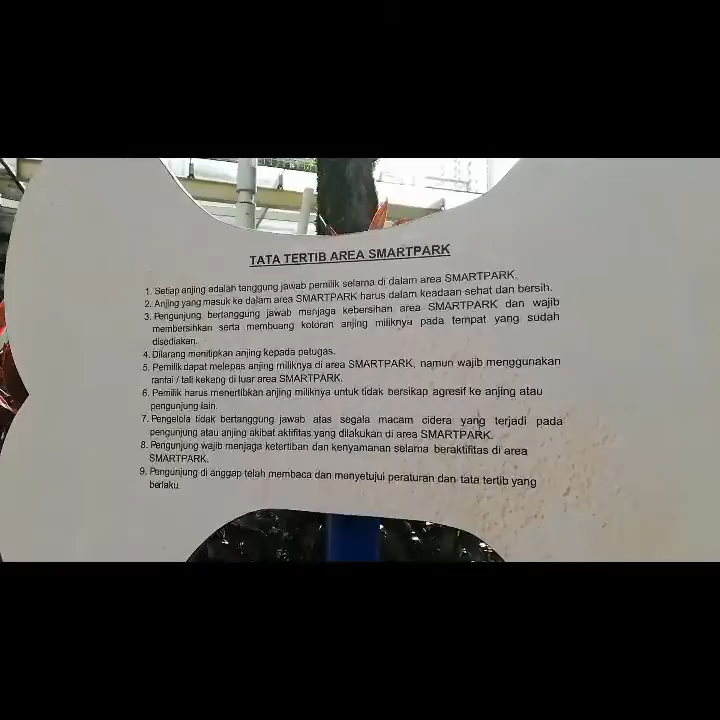 TATA TERTIB AREA SMARTPARK
1. Setiap anjing adalah tanggung jawab pemilik selama di dalam area SMARTPARK.
2. Anjing yang masuk ke dalam area SMARTPARK harus dalam keadaan sehat dan bersih.
3. Pengunjung bertanggung jawab menjaga kebersihan area SMARTPARK dan wajib
membersihkan serta membuang kotoran anjing miliknya pada tempat yang sudah
disediakan.
4. Dilarang menitipkan anjing kepada petugas.
5. Pemilik dapat melepas anjing miliknya di area SMARTPARK, namun wajib menggunakan
rantai / tali kekang di luar area SMARTPARK.
6. Pemilik harus menertibkan anjing miliknya untuk tidak bersikap agresif ke anjing atau
pengunjung lain.
7. Pengelola tidak bertanggung jawab atas segala macam cidera yang terjadi pada
pengunjung atau anjing akibat aktifitas yang dilakukan di area SMARTPARK.
8. Pengunjung wajib menjaga ketertiban dan kenyamanan selama beraktifitas di area
SMARTPARK.
9. Pengunjung di anggap telah membaca dan menyetujui peraturan dan tata tertib yang
berlaku.